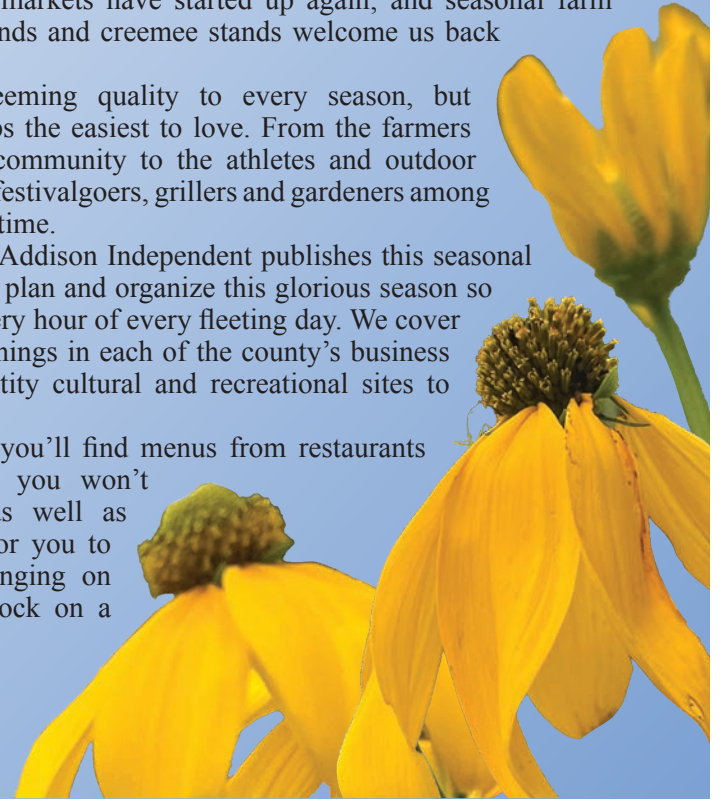 markets have started up again, and seasonal farm
nds and creemee stands welcome us back
eeming quality to every season, but
os the easiest to love. From the farmers
community to the athletes and outdoor
festivalgoers, grillers and gardeners among
time.
Addison Independent publishes this seasonal
plan and organize this glorious season so
ery hour of every fleeting day. We cover
nings in each of the county’s business
tity cultural and recreational sites to
you’ll find menus from restaurants
you won’t
as well as
or you to
nging on
ock on a